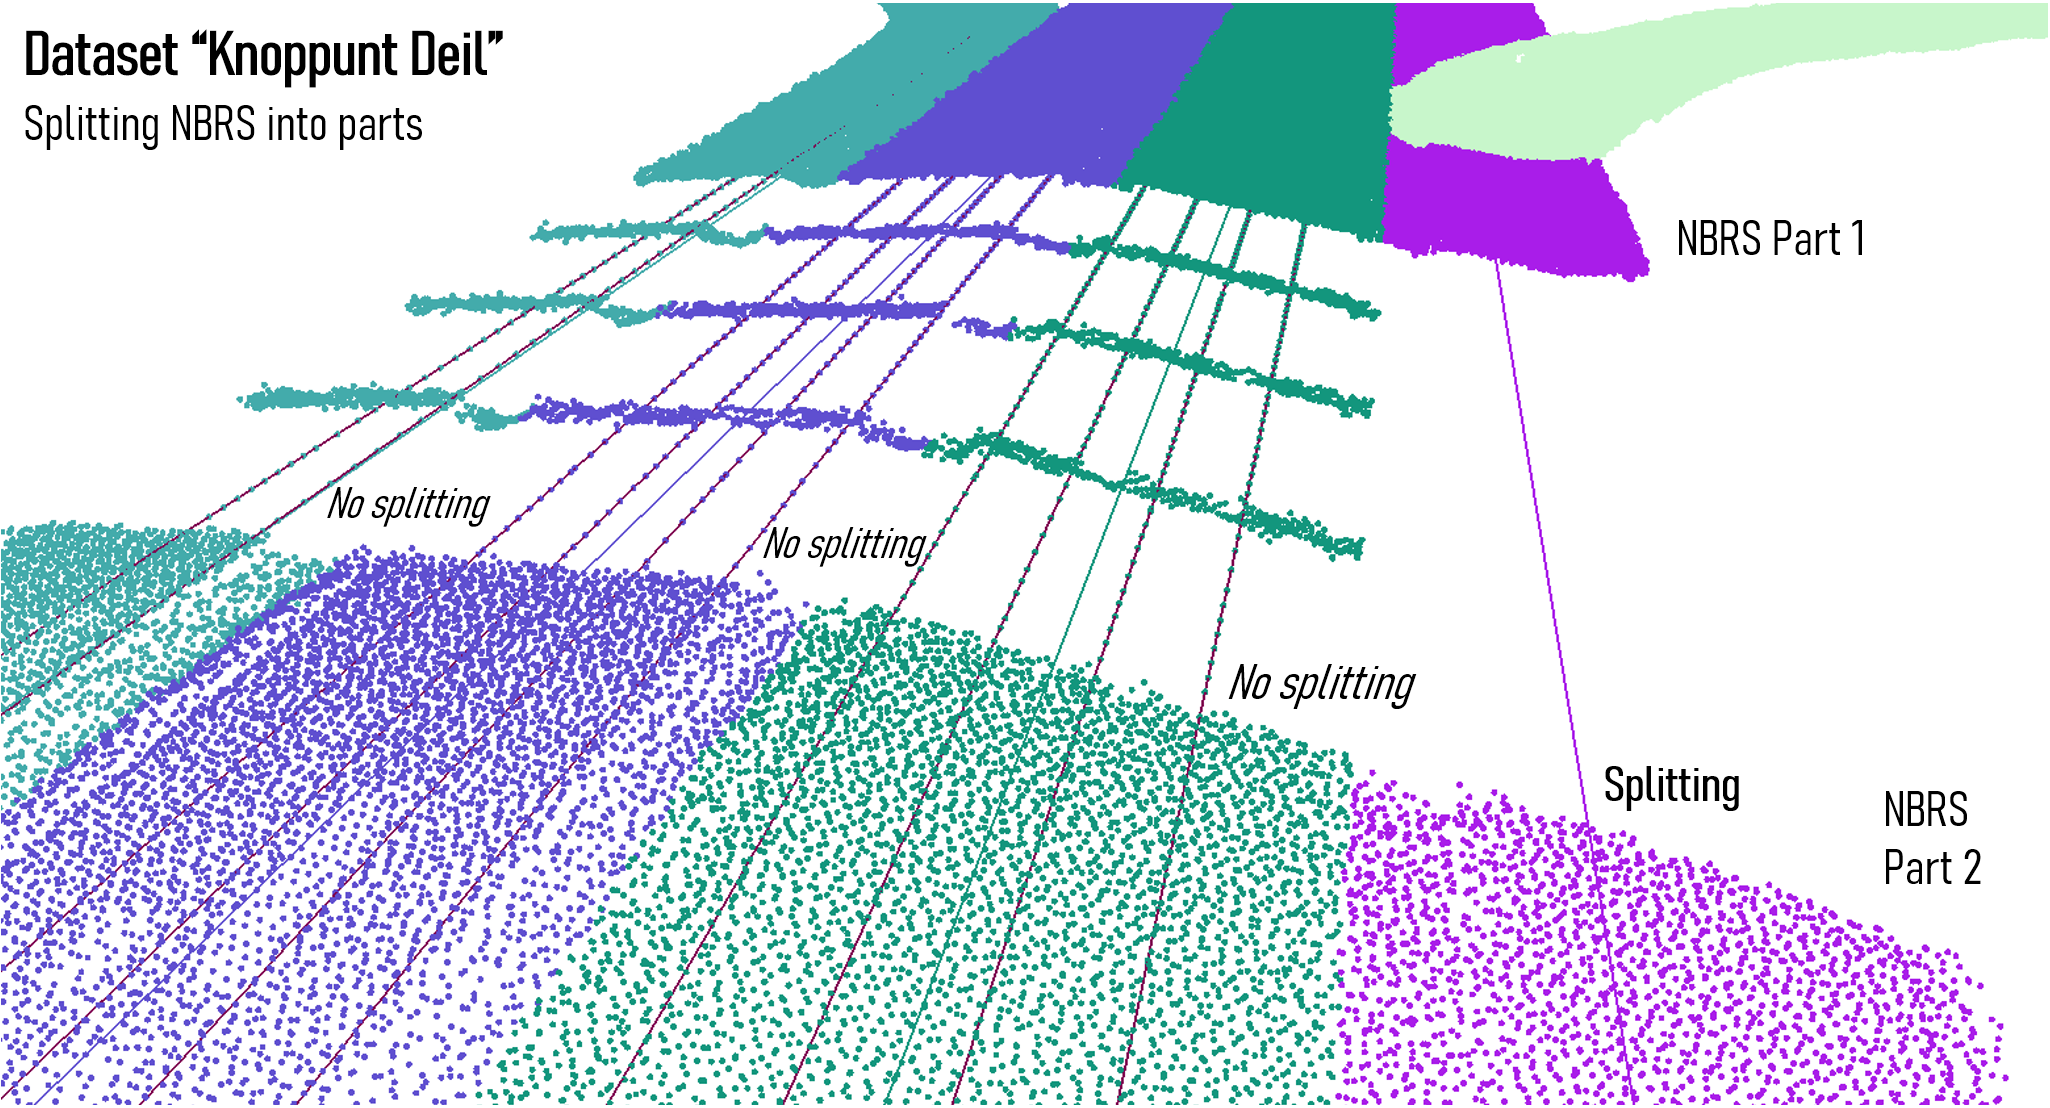 Dataset “Knoppunt Deil”
Splitting NBRS into parts
NBRS Part 1
No splitting
No splitting
No splitting
Splitting
NBRS
Part 2